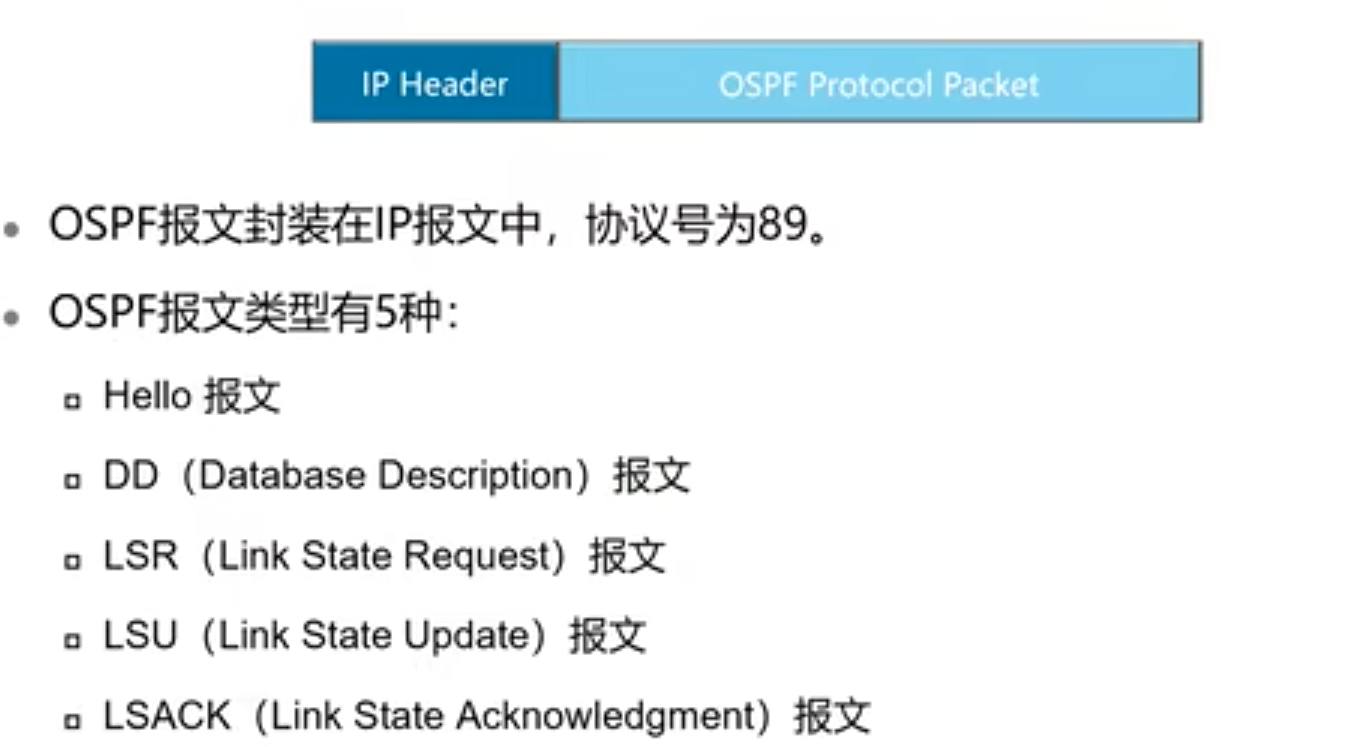 IP Header OSPF Protocol Packet
OSPF报文封装在IP报文中，协议号为89。
OSPF报文类型有5种：
Hello 报文
DD（Database Description）报文
LSR（Link State Request）报文
LSU（Link State Update）报文
LSACK（Link State Acknowledgment）报文